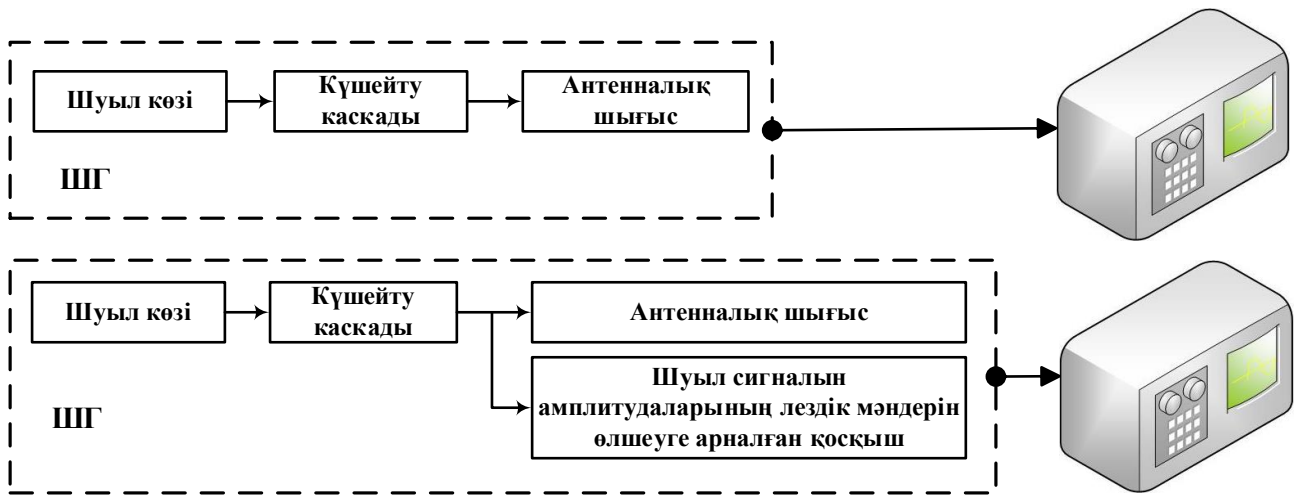 Шуыл көзі
Күшейту
каскады
Антенналық
шығыс
ШГ
Шуыл көзі
Күшейту
каскады
Антенналық шығыс
Шуыл сигналын
амплитудаларының лездік мәндерін
өлшеуге арналған қосқыш
ШГ